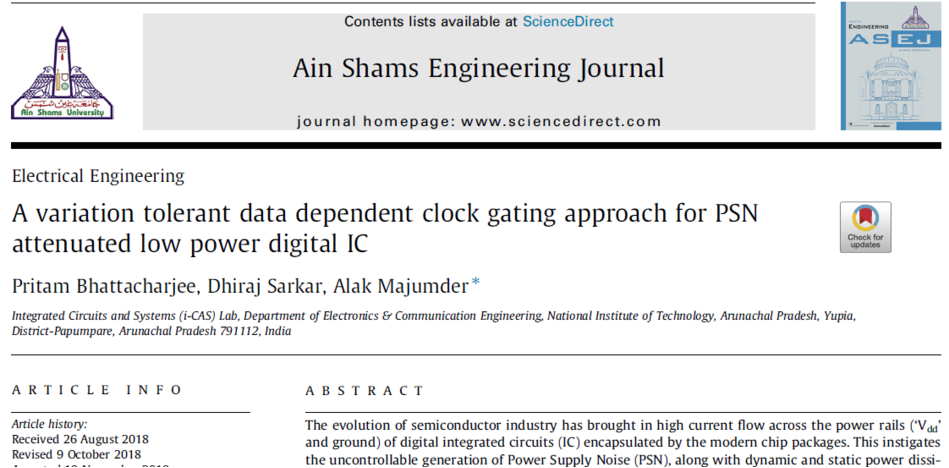 Contents lists available at ScienceDirect
Ain Shams Engineering Journal
journal homepage: www.sciencedirect.com
جامعة عين شمس
Ain Shams University
ENGINEERING
ASEJ
Electrical Engineering
A variation tolerant data dependent clock gating approach for PSN
attenuated low power digital IC
Check for
updates
Pritam Bhattacharjee, Dhiraj Sarkar, Alak Majumder*
Integrated Circuits and Systems (i-CAS) Lab, Department of Electronics & Communication Engineering, National Institute of Technology, Arunachal Pradesh, Yupia,
District-Papumpare, Arunachal Pradesh 791112, India
ARTICLE INFO
Article history:
Received 26 August 2018
Revised 9 October 2018
ABSTRACT
The evolution of semiconductor industry has brought in high current flow across the power rails ('Vdd'
and ground) of digital integrated circuits (IC) encapsulated by the modern chip packages. This instigates
the uncontrollable generation of Power Supply Noise (PSN), along with dynamic and static power dissi-